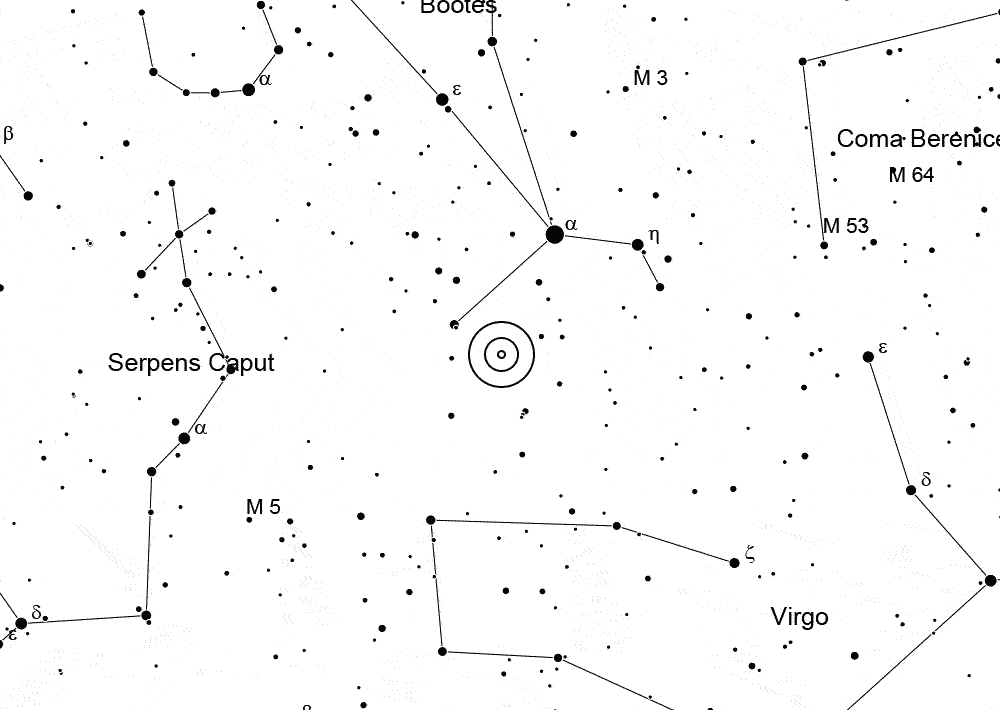 Bootes
α
ε
M 3
β
Coma Berenice
M 64
M 53
α
η
ε
Serpens Caput
α
δ
M 5
ζ
δ
ε
Virgo